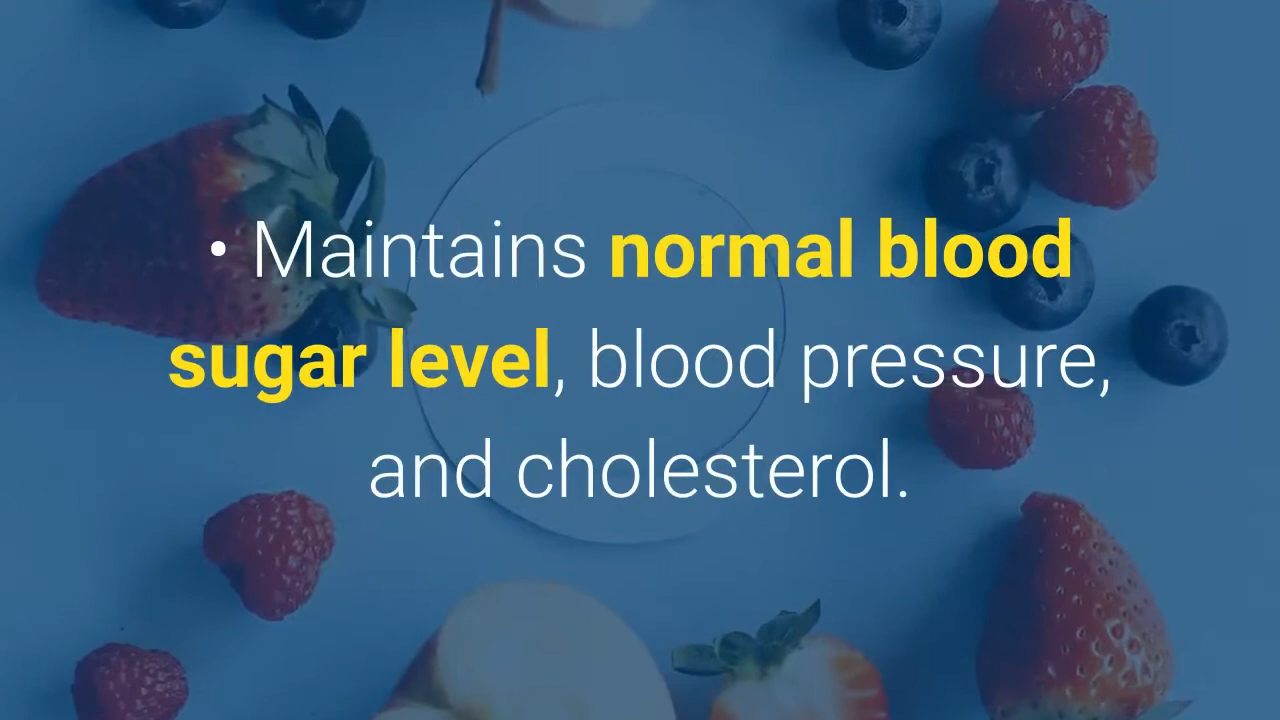 • Maintains normal blood
sugar level, blood pressure,
and cholesterol.